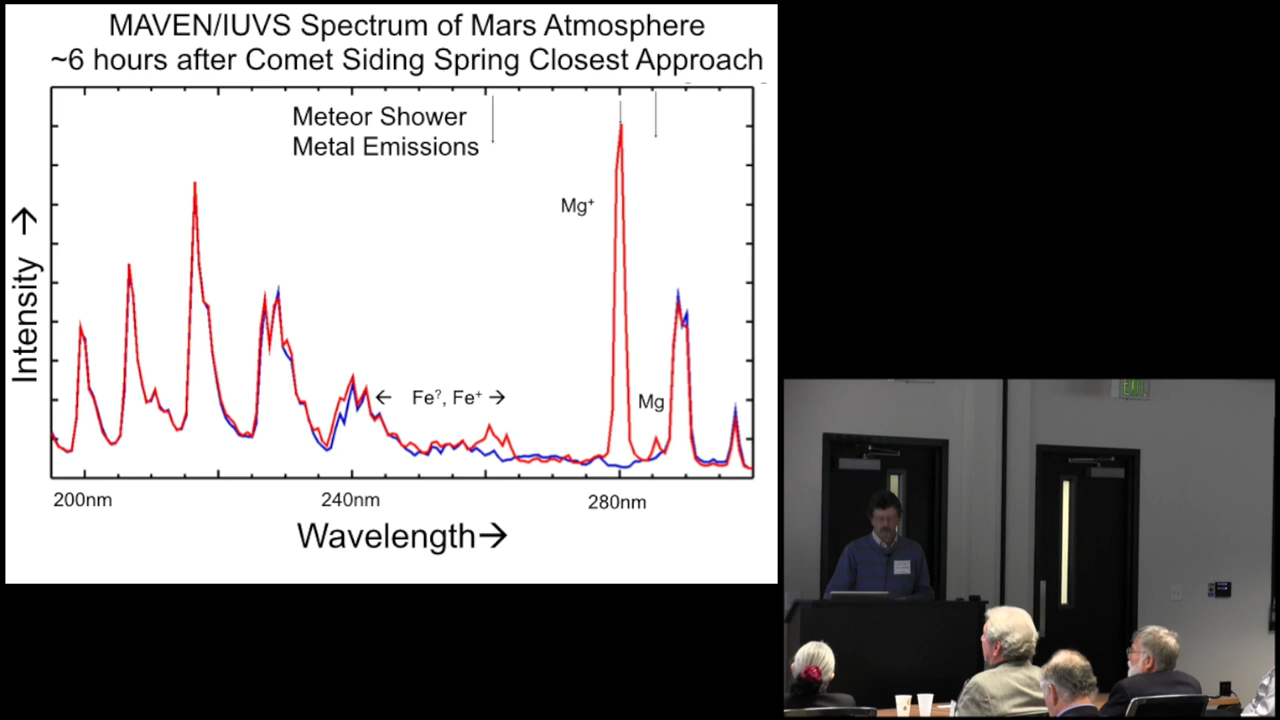 MAVEN/IUVS Spectrum of Mars Atmosphere
~6 hours after Comet Siding Spring Closest Approach
Meteor Shower
Metal Emissions
Mg⁺
Intensity →
← Fe?, Fe⁺ →
Mg
200nm 240nm 280nm
Wavelength→
EXIT